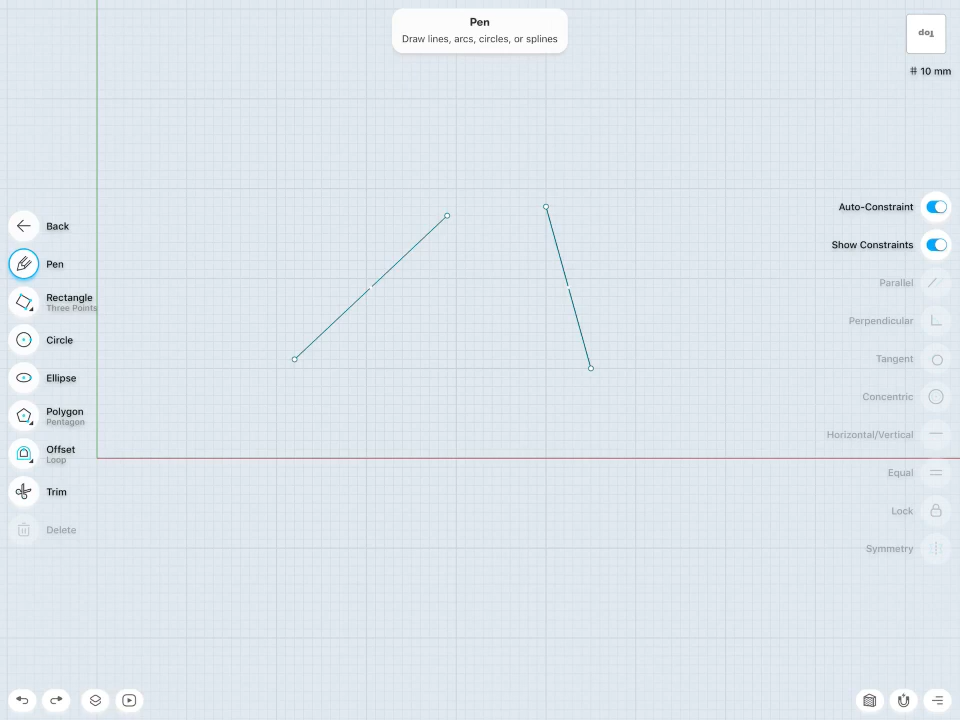 Pen
Draw lines, arcs, circles, or splines
Top
10 mm
Back
Pen
Rectangle
Three Points
Circle
Ellipse
Polygon
Pentagon
Offset
Loop
Trim
Delete
Auto-Constraint
Show Constraints
Parallel
Perpendicular
Tangent
Concentric
Horizontal/Vertical
Equal
Lock
Symmetry